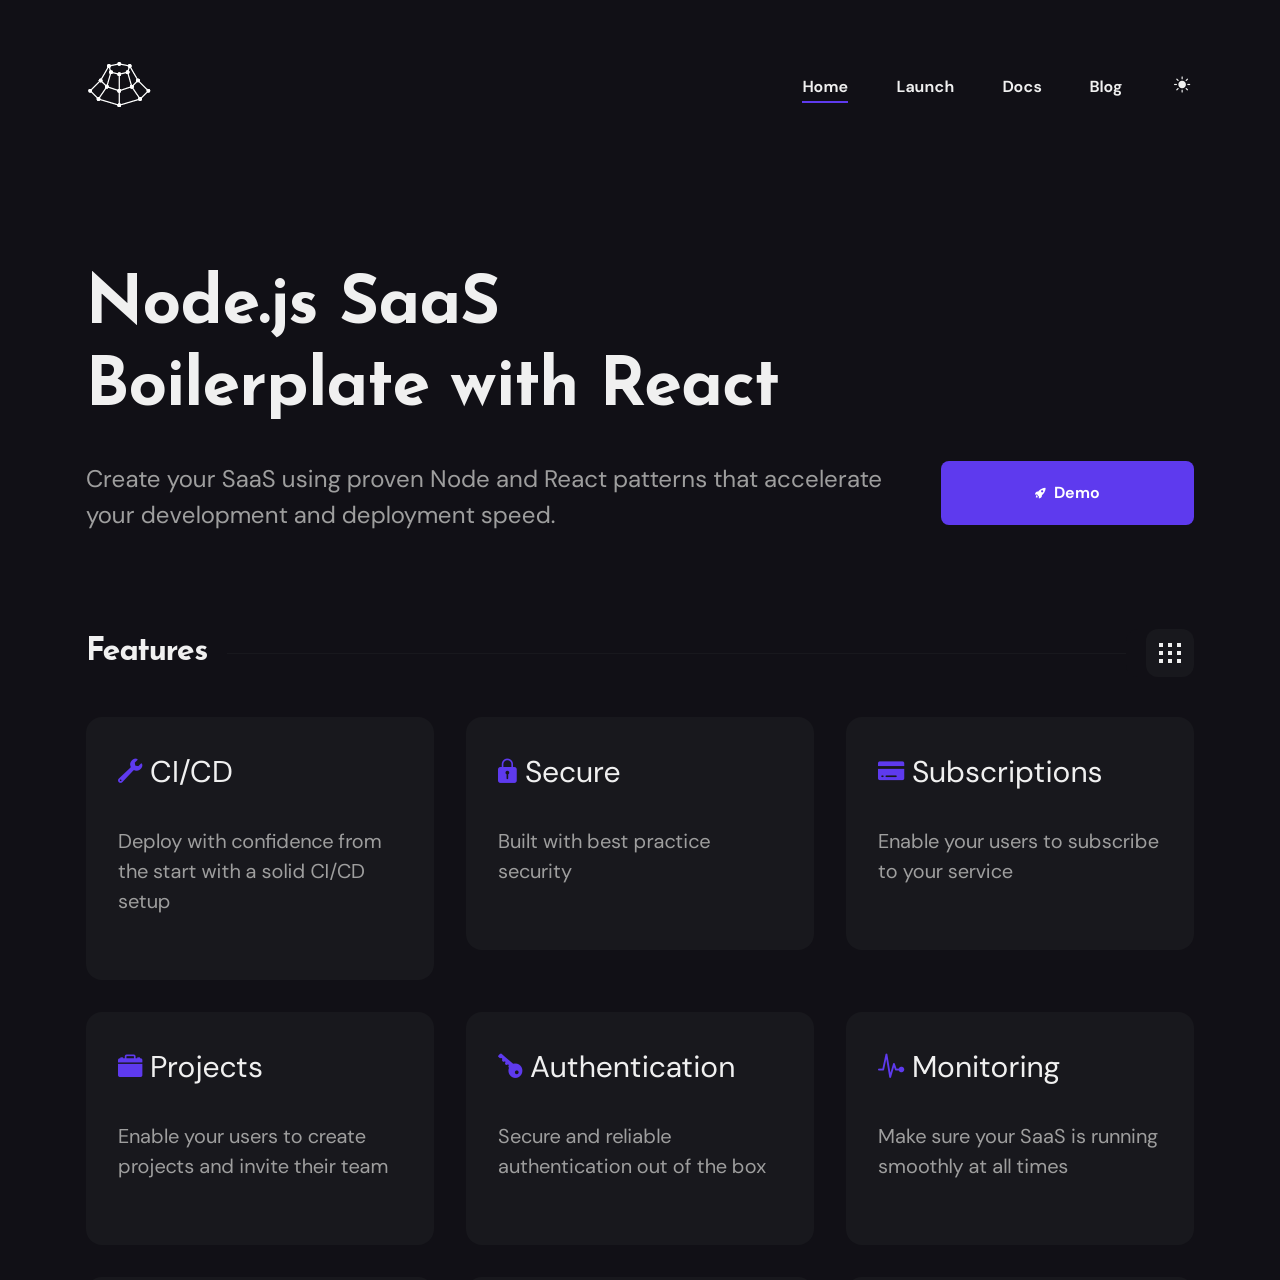 Home
Launch
Docs
Blog
Node.js SaaS
Boilerplate with React
Create your SaaS using proven Node and React patterns that accelerate
your development and deployment speed.
Demo
Features
CI/CD
Deploy with confidence from
the start with a solid CI/CD
setup
Secure
Built with best practice
security
Subscriptions
Enable your users to subscribe
to your service
Projects
Enable your users to create
projects and invite their team
Authentication
Secure and reliable
authentication out of the box
Monitoring
Make sure your SaaS is running
smoothly at all times